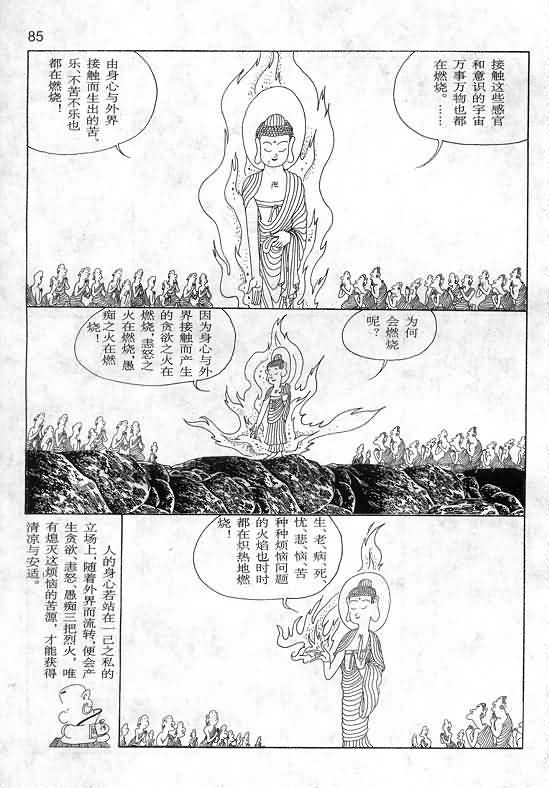 85
接触这些感官
和意识的宇宙
万事万物也都
在燃烧。……
由身心与外界
接触而生出的苦、
乐、不苦不乐也
都在燃烧！
为何
会燃烧
呢？
因为身心与外
界接触而产生
的贪欲之火在
燃烧，恚怒之
火在燃烧，愚
痴之火在燃
烧！
生、老、病、死、
忧、悲、恼、苦
种种烦恼问题
的火焰也时时
都在炽热地燃
烧！
人的身心若站在一己之私的
立场上，随着外界而流转，便会产
生贪欲、恚怒、愚痴三把烈火，唯
有熄灭这烦恼的苦源，才能获得
清凉与安适。